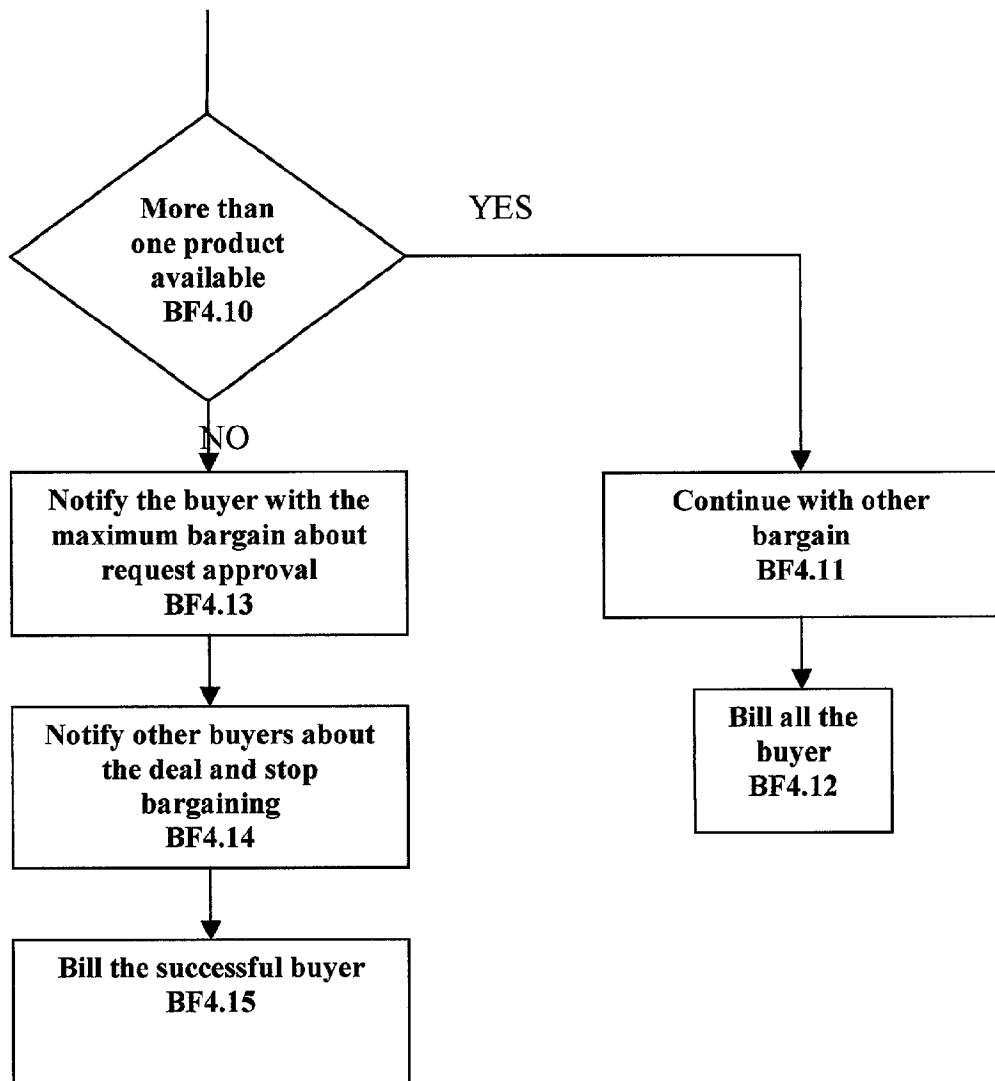 More than
one product
available
BF4.10
YES
NO
Notify the buyer with the
maximum bargain about
request approval
BF4.13
Continue with other
bargain
BF4.11
Notify other buyers about
the deal and stop
bargaining
BF4.14
Bill all the
buyer
BF4.12
Bill the successful buyer
BF4.15